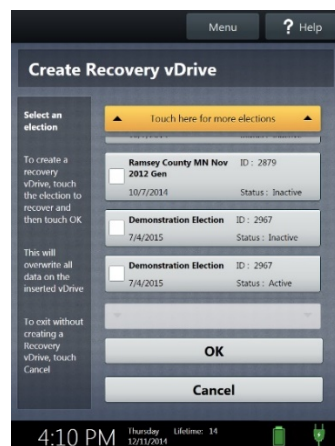 Menu
? Help
Create Recovery vDrive
Select an
election
To create a
recovery
vDrive, touch
the election to
recover and
then touch OK
This will
overwrite all
data on the
inserted vDrive
To exit without
creating a
Recovery
vDrive, touch
Cancel
Touch here for more elections
Ramsey County MN Nov
2012 Gen
ID : 2879
10/7/2014
Status : Inactive
Demonstration Election
ID : 2967
7/4/2015
Status : Inactive
Demonstration Election
ID : 2967
7/4/2015
Status : Active
OK
Cancel
4:10 PM
Thursday
12/11/2014
Lifetime: 14